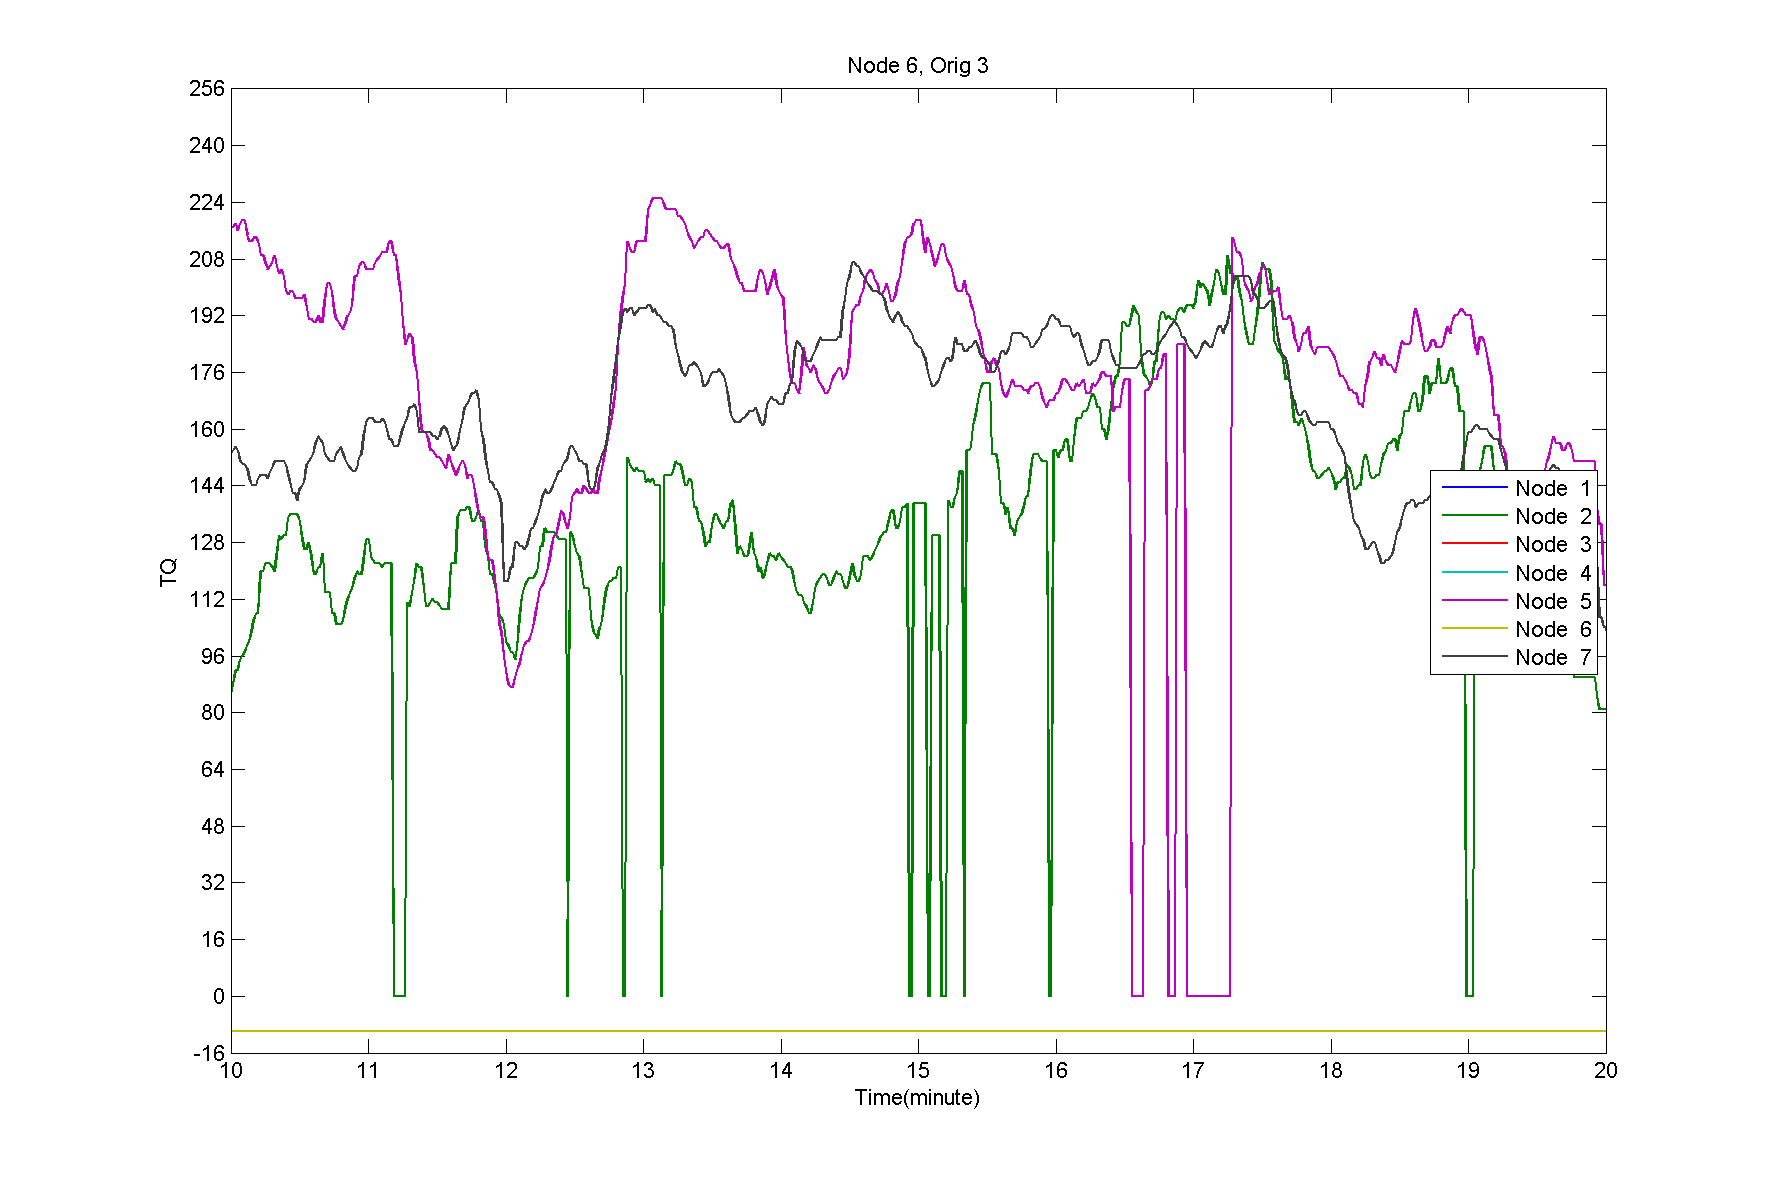 Node 6, Orig 3
256
240
224
208
192
176
160
144
128
112
96
80
64
48
32
16
0
-16
TQ
10 11 12 13 14 15 16 17 18 19 20
Time(minute)
Node 1
Node 2
Node 3
Node 4
Node 5
Node 6
Node 7